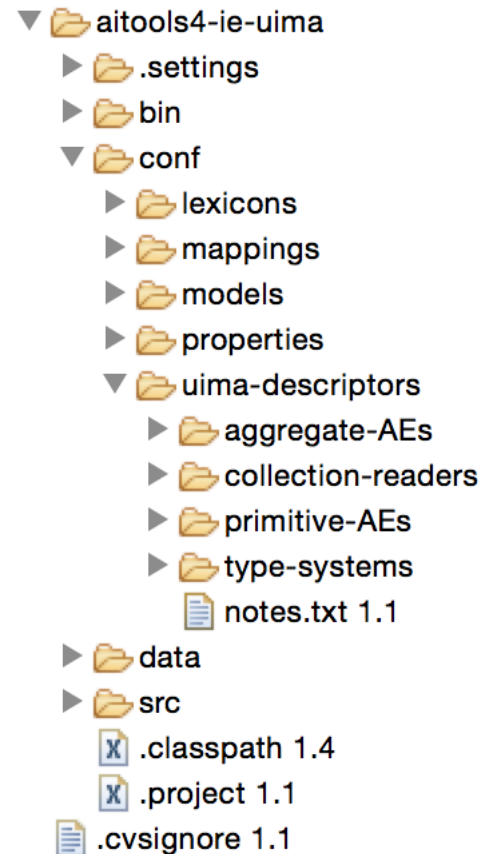 aitools4-ie-uima
.settings
bin
conf
lexicons
mappings
models
properties
uima-descriptors
aggregate-AEs
collection-readers
primitive-AEs
type-systems
notes.txt 1.1
data
src
.classpath 1.4
.project 1.1
.cvsignore 1.1